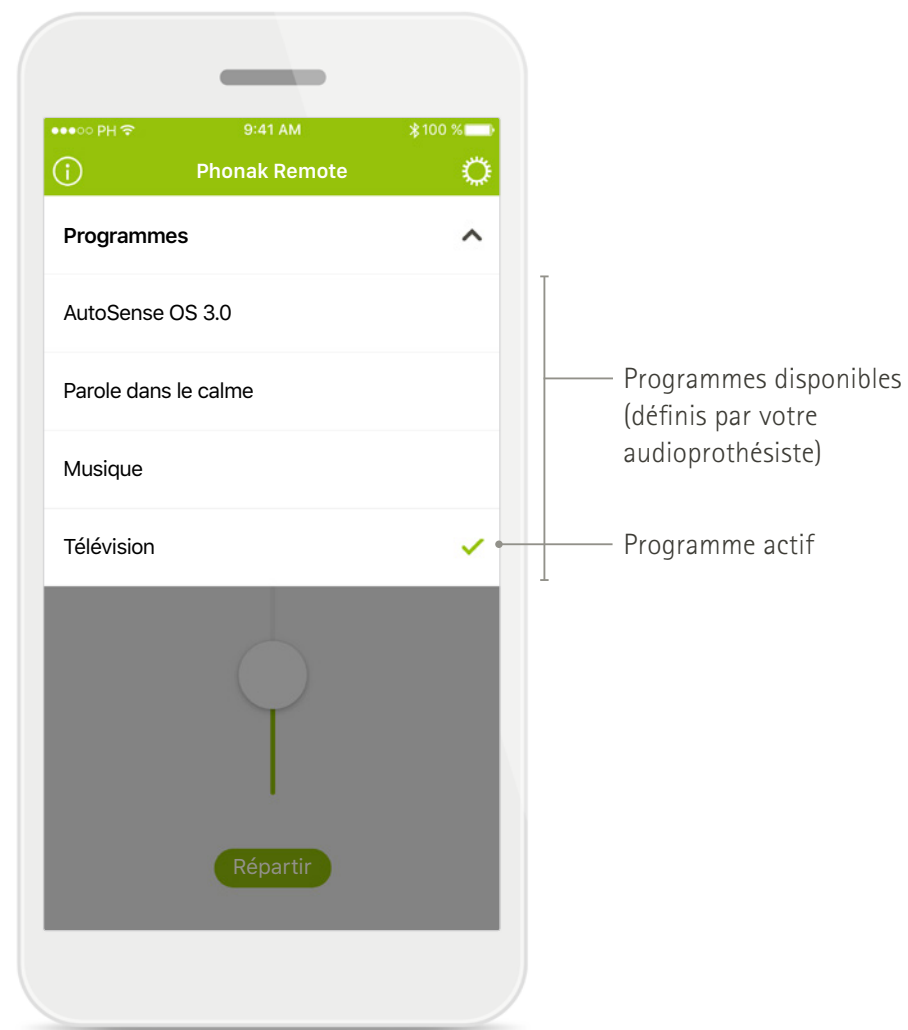 ●●●○○ PH 9:41 AM 100 %
Phonak Remote
Programmes
AutoSense OS 3.0
Parole dans le calme
Musique
Télévision
Répartir
Programmes disponibles
(définis par votre
audioprothésiste)
Programme actif